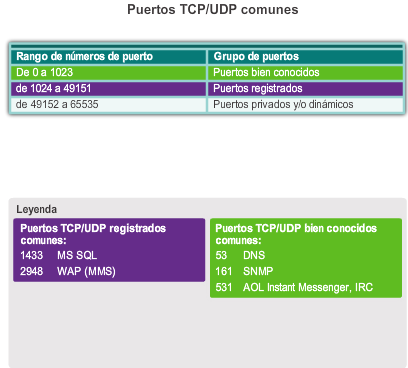 Puertos TCP/UDP comunes
Rango de números de puerto Grupo de puertos
De 0 a 1023 Puertos bien conocidos
de 1024 a 49151 Puertos registrados
de 49152 a 65535 Puertos privados y/o dinámicos
Leyenda
Puertos TCP/UDP registrados comunes:
1433 MS SQL
2948 WAP (MMS)
Puertos TCP/UDP bien conocidos comunes:
53 DNS
161 SNMP
531 AOL Instant Messenger, IRC